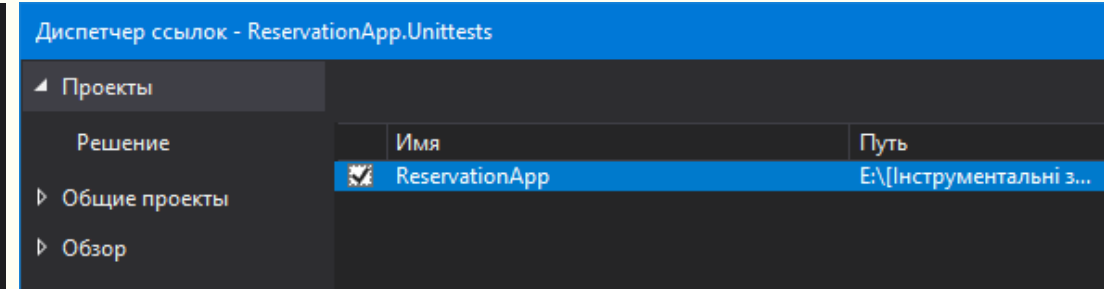 Диспетчер ссылок - ReservationApp.Unittests
Проекты
Решение
Общие проекты
Обзор
Имя Путь
ReservationApp E:\[Інструментальні з...